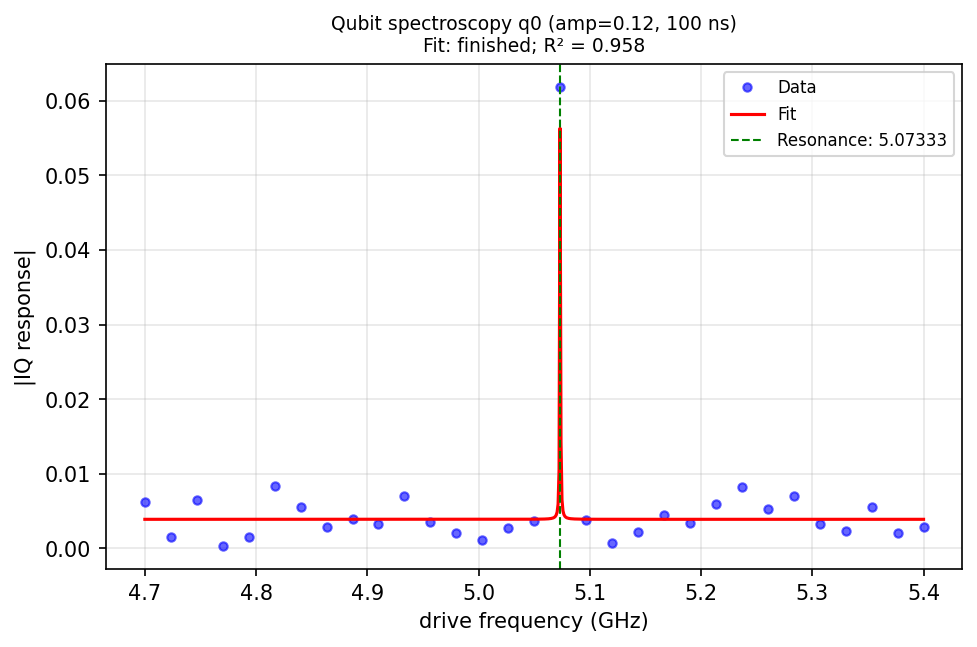 Qubit spectroscopy q0 (amp=0.12, 100 ns)
Fit: finished; R² = 0.958
Data
Fit
Resonance: 5.07333
|IQ response|
0.06
0.05
0.04
0.03
0.02
0.01
0.00
4.7 4.8 4.9 5.0 5.1 5.2 5.3 5.4
drive frequency (GHz)